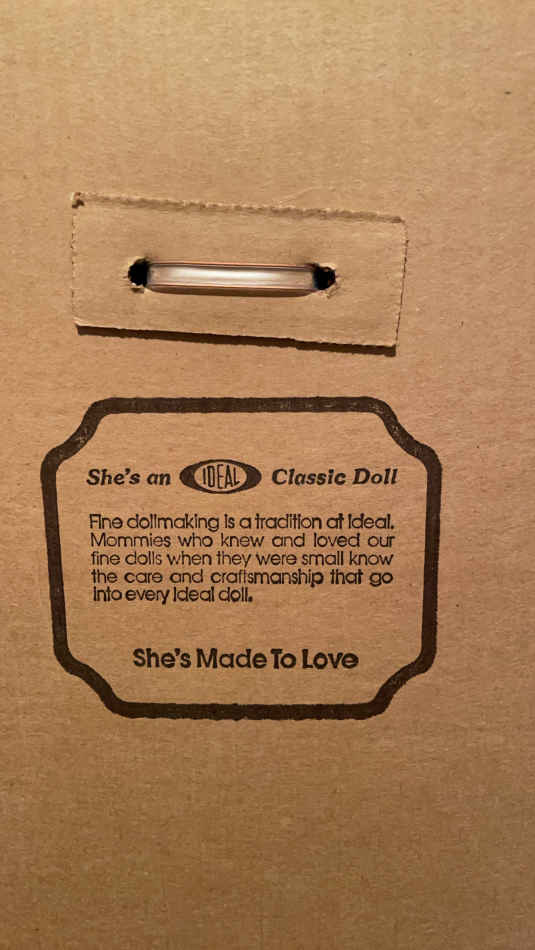 She's an IDEAL Classic Doll
Fine dollmaking is a tradition at Ideal.
Mommies who knew and loved our
fine dolls when they were small know
the care and craftsmanship that go
into every Ideal doll.
She's Made To Love